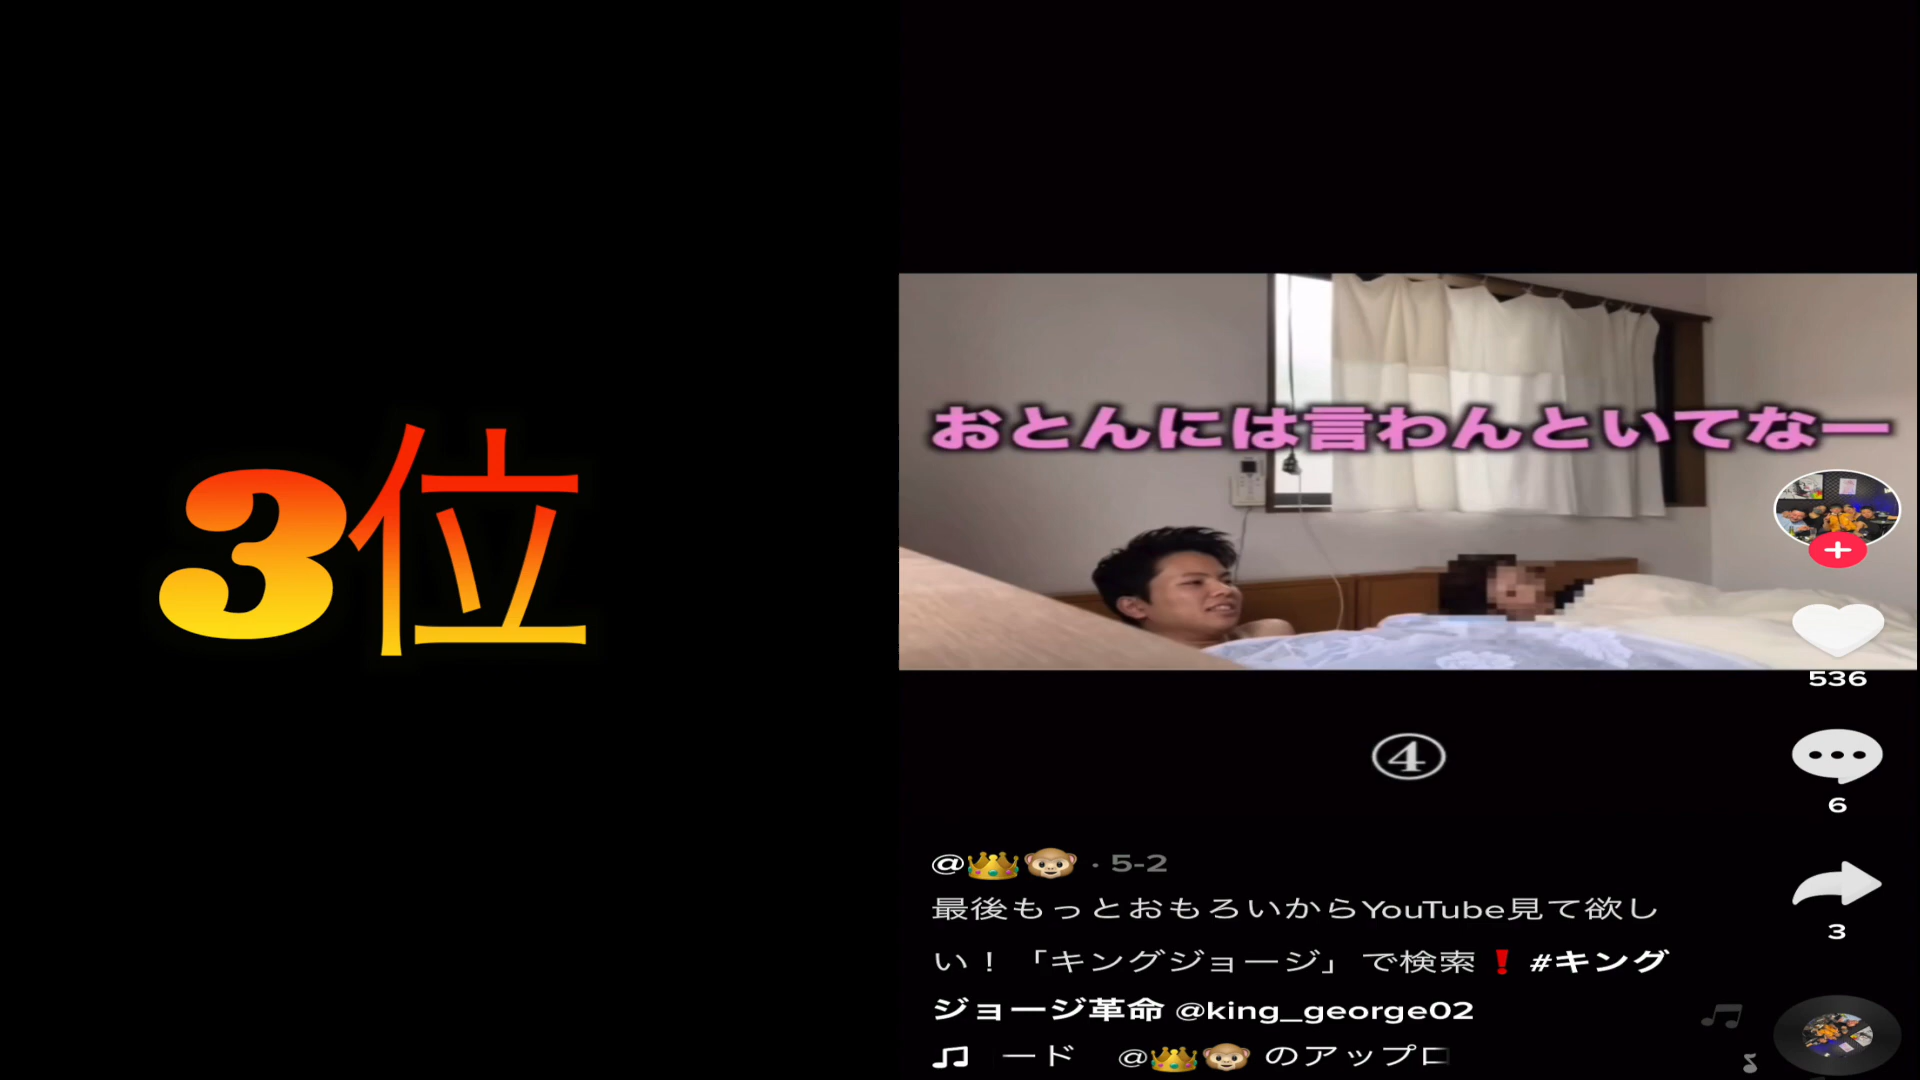 3位
おとんには言わんといてなー
536
④
6
@👑🐵 · 5-2
最後もっとおもろいからYouTube見て欲し
い！「キングジョージ」で検索❗#キング
ジョージ革命 @king_george02
3
ード @👑🐵 のアップロ